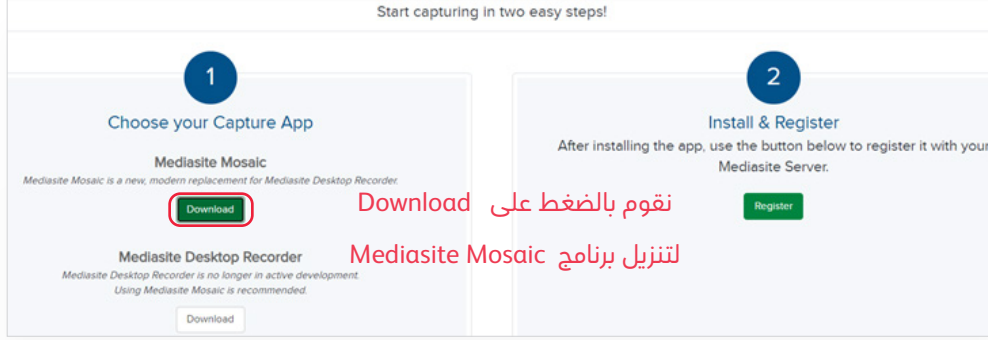 Start capturing in two easy steps!
1
Choose your Capture App
Mediasite Mosaic
Mediasite Mosaic is a new, modern replacement for Mediasite Desktop Recorder.
Download
نقوم بالضغط على Download
لتنزيل برنامج Mediasite Mosaic
Mediasite Desktop Recorder
Mediasite Desktop Recorder is no longer in active development.
Using Mediasite Mosaic is recommended.
Download
2
Install & Register
After installing the app, use the button below to register it with your
Mediasite Server.
Register